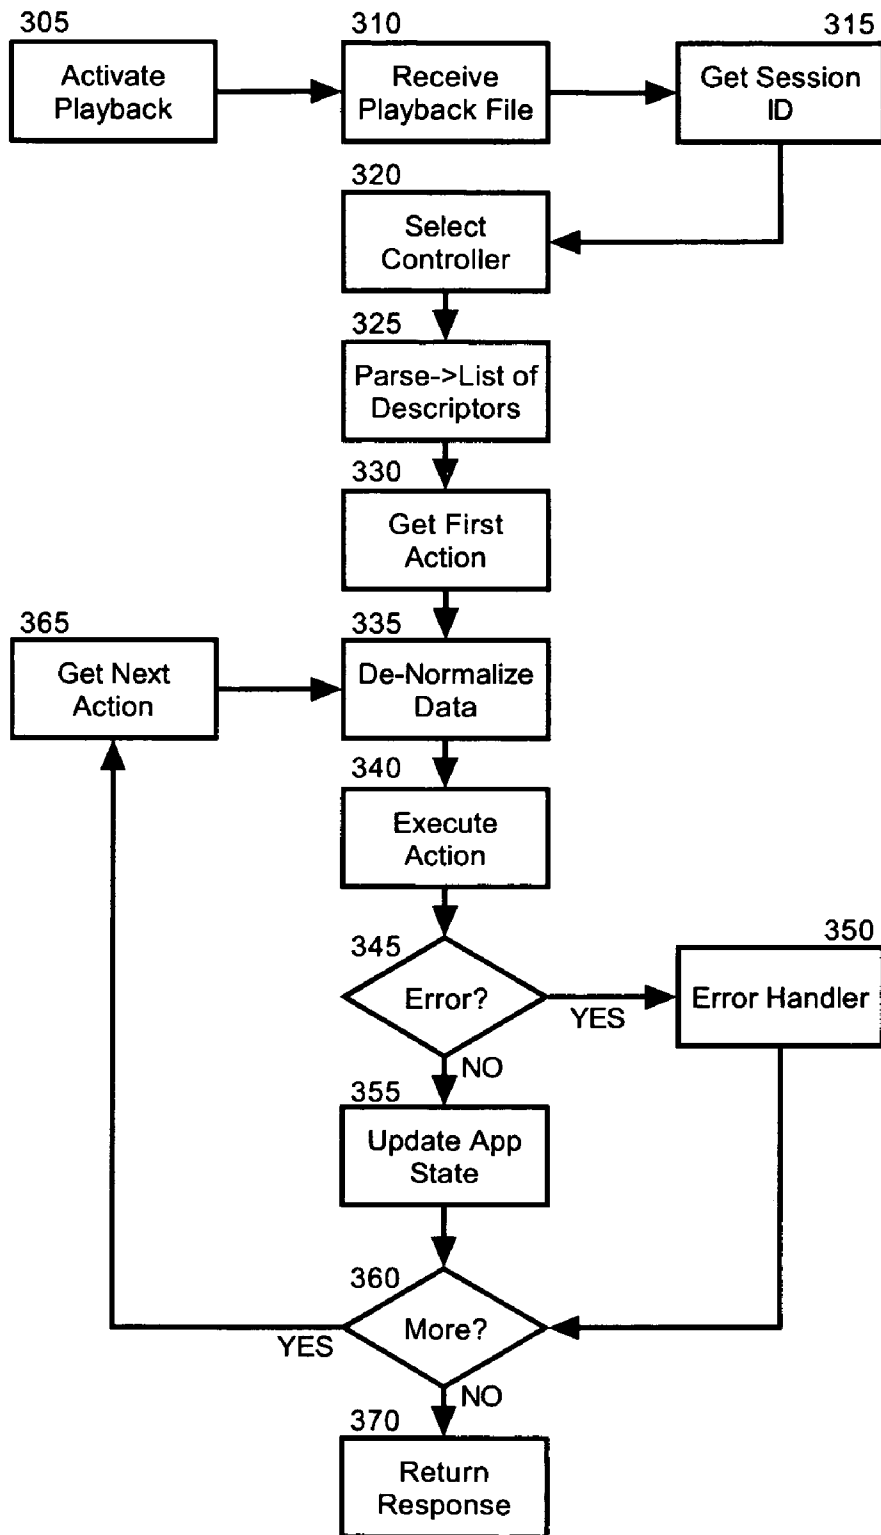 305
Activate
Playback
310
Receive
Playback File
315
Get Session
ID
320
Select
Controller
325
Parse->List of
Descriptors
330
Get First
Action
365
Get Next
Action
335
De-Normalize
Data
340
Execute
Action
345
Error?
YES
NO
350
Error Handler
355
Update App
State
360
More?
YES
NO
370
Return
Response